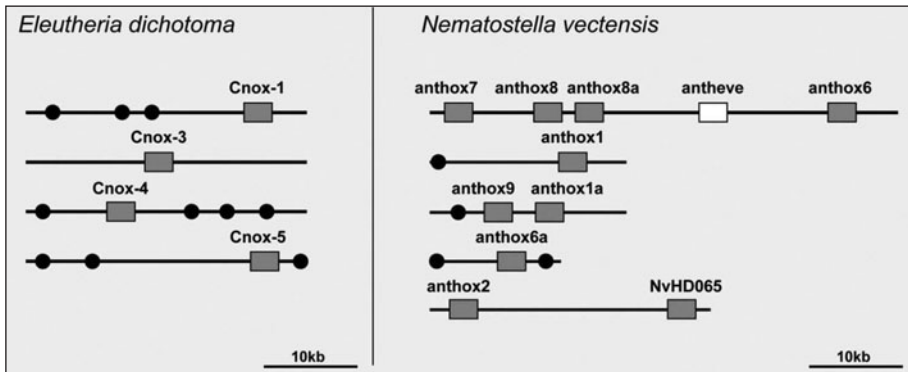 Eleutheria dichotoma
Cnox-1
Cnox-3
Cnox-4
Cnox-5
10kb
Nematostella vectensis
anthox7 anthox8 anthox8a antheve anthox6
anthox1
anthox9 anthox1a
anthox6a
anthox2 NvHD065
10kb